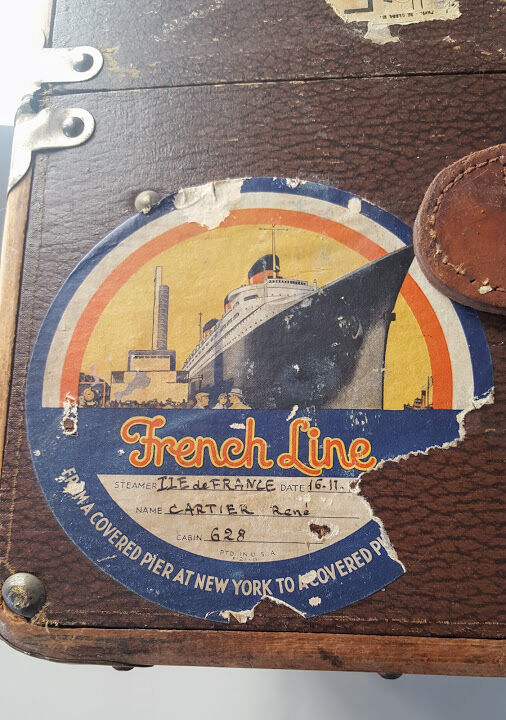 French Line
STEAMER ILE de FRANCE DATE 16.11.
NAME CARTIER René
CABIN 628
PTD. IN U.S.A
FROM A COVERED PIER AT NEW YORK TO A COVERED PI